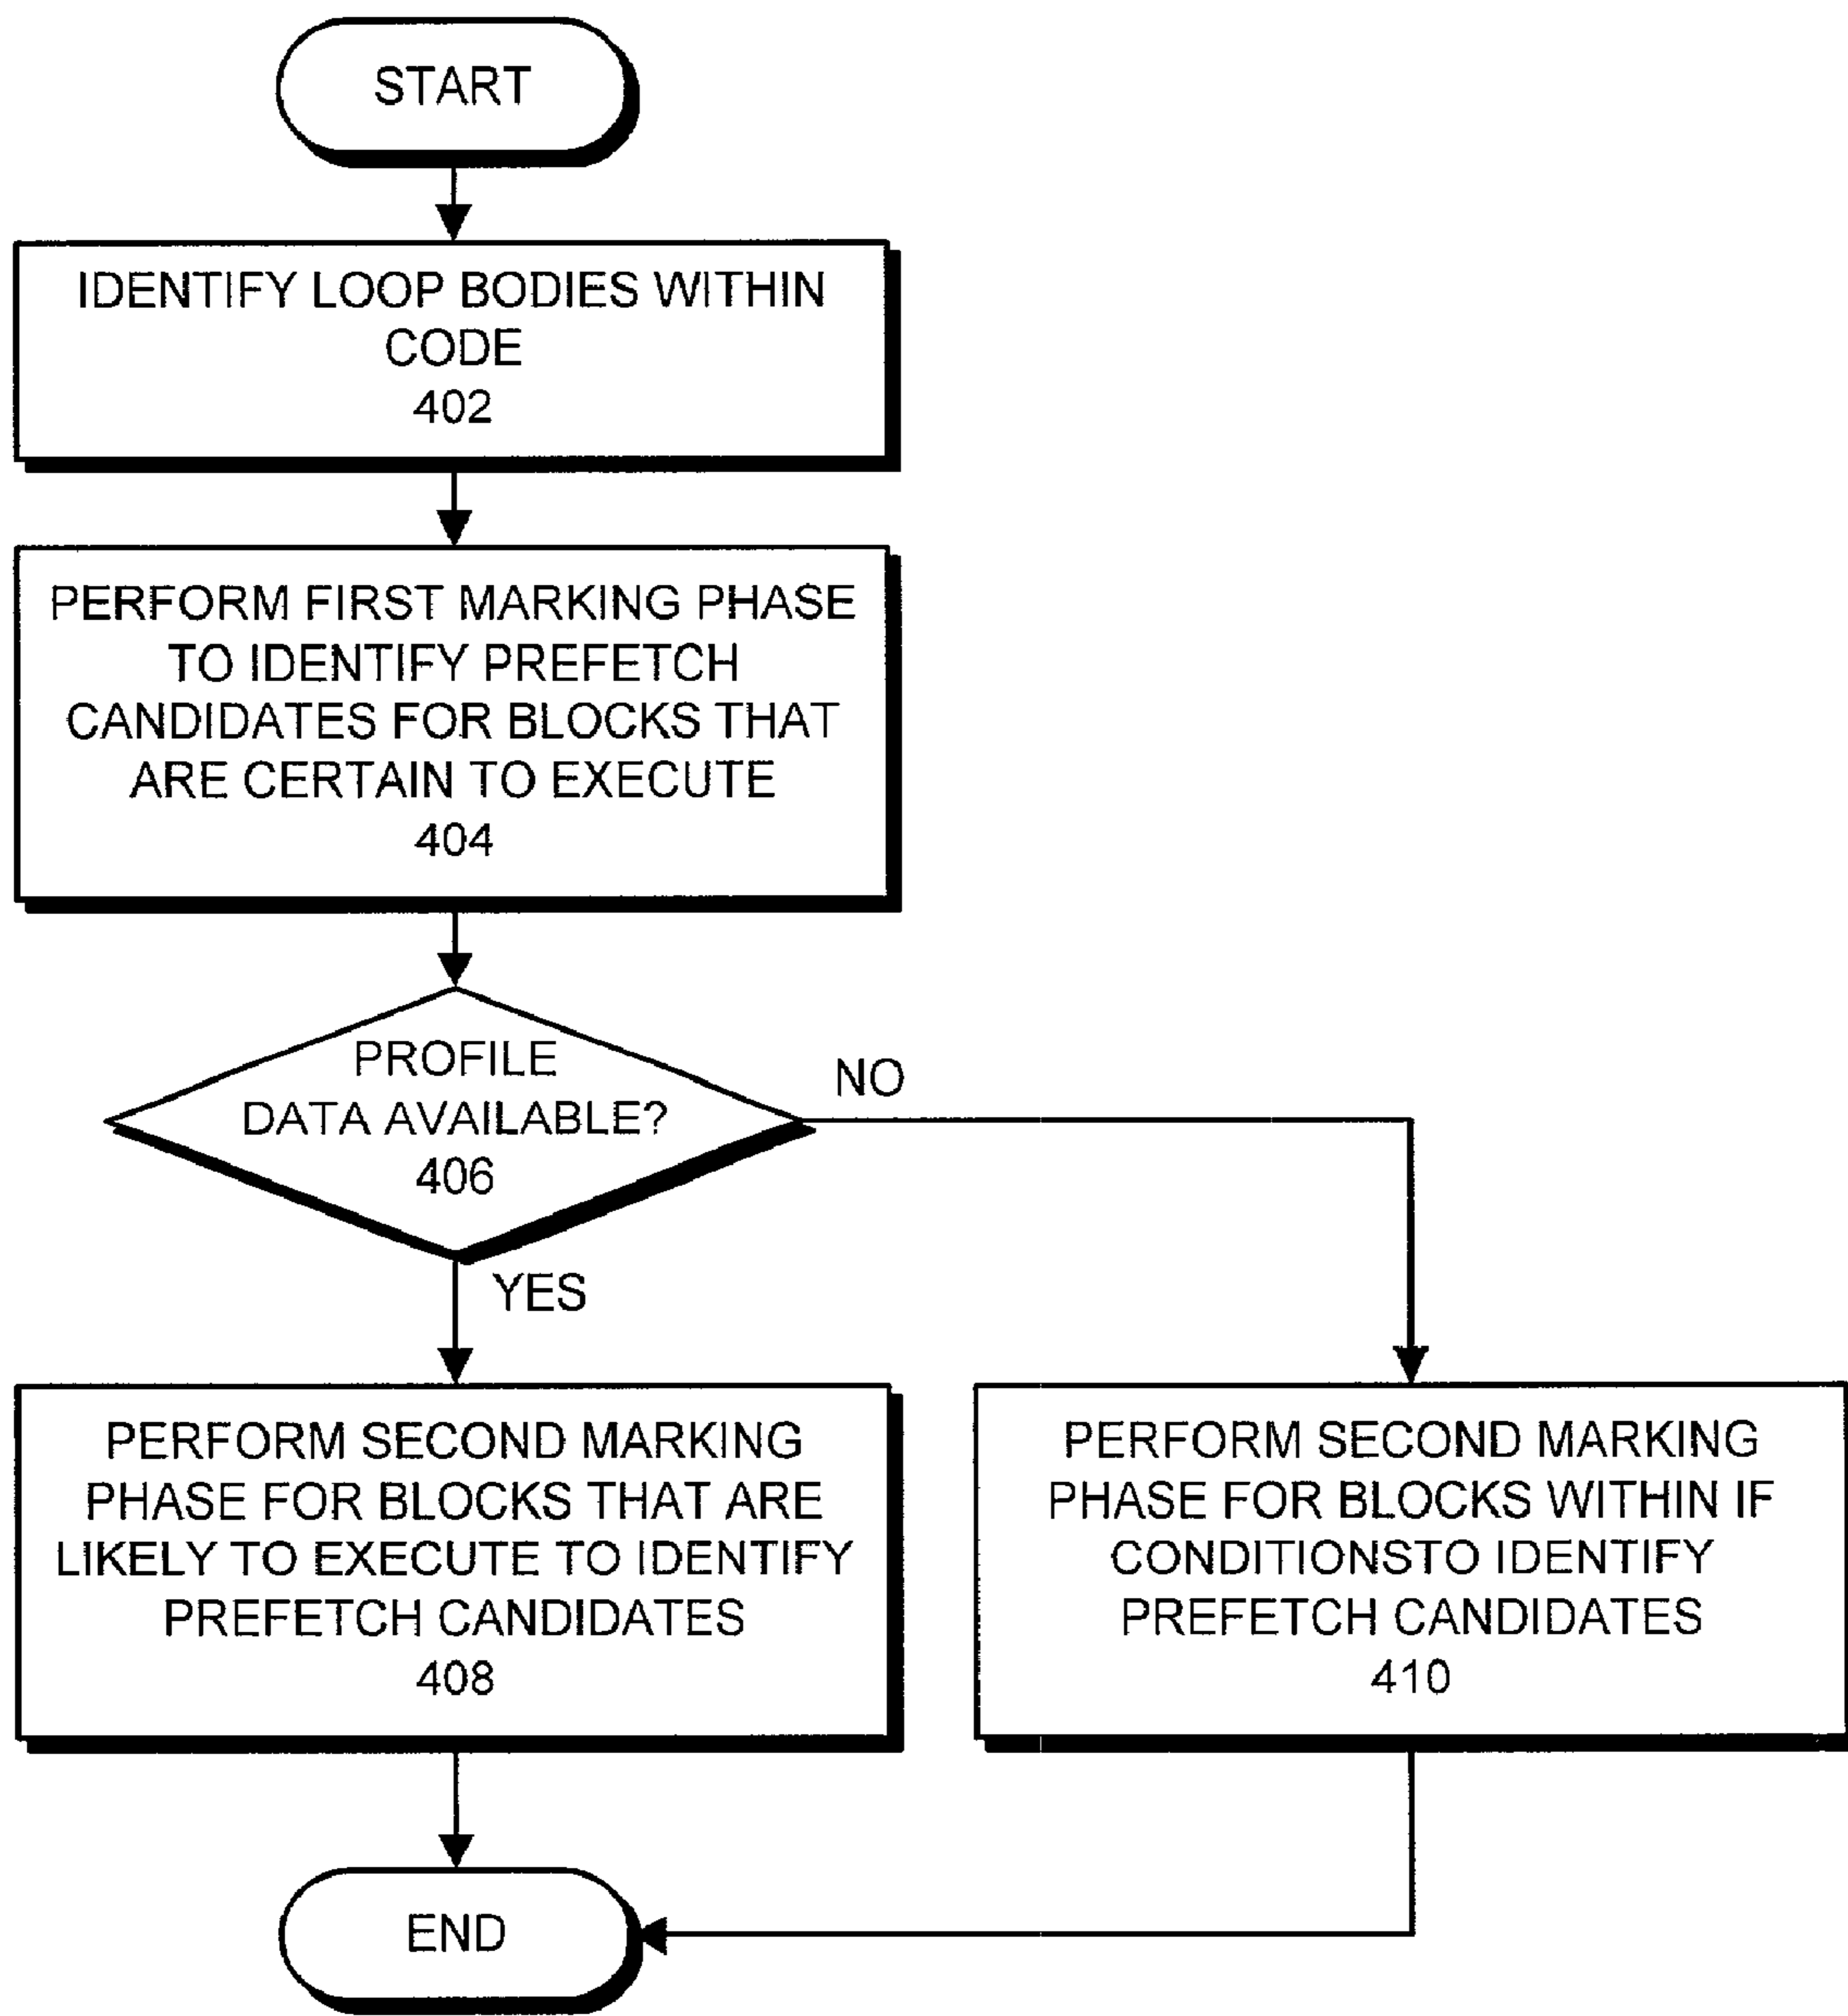 START
IDENTIFY LOOP BODIES WITHIN
CODE
402
PERFORM FIRST MARKING PHASE
TO IDENTIFY PREFETCH
CANDIDATES FOR BLOCKS THAT
ARE CERTAIN TO EXECUTE
404
PROFILE
DATA AVAILABLE?
406
NO
YES
PERFORM SECOND MARKING
PHASE FOR BLOCKS THAT ARE
LIKELY TO EXECUTE TO IDENTIFY
PREFETCH CANDIDATES
408
PERFORM SECOND MARKING
PHASE FOR BLOCKS WITHIN IF
CONDITIONSTO IDENTIFY
PREFETCH CANDIDATES
410
END